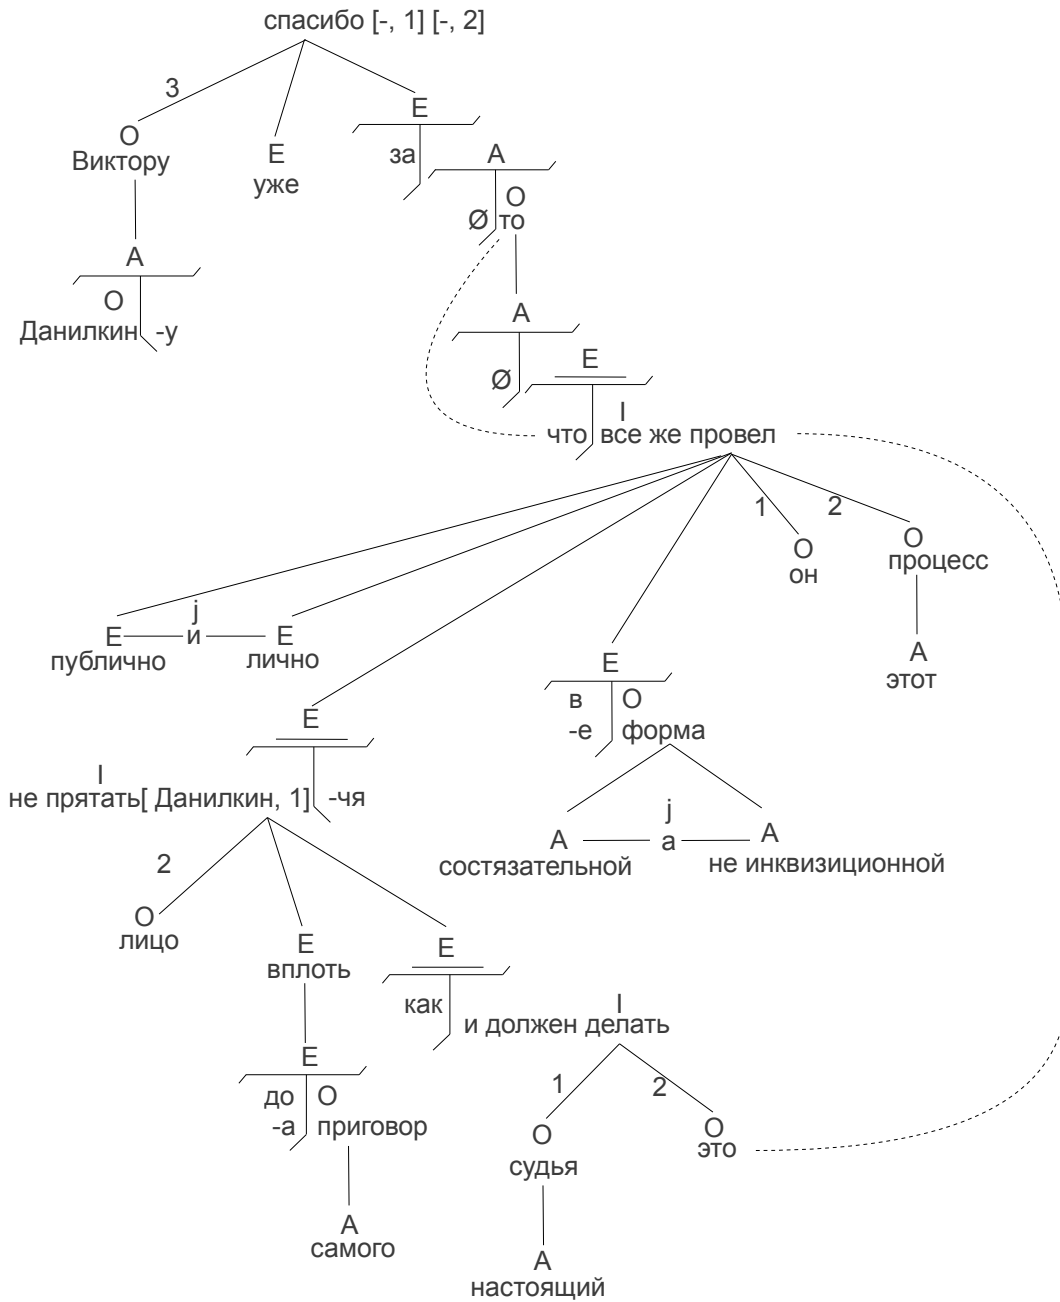 спасибо [-, 1] [-, 2]
3
E
O
за
A
Виктору
E
уже
O
Ø то
A
O
Данилкин -у
A
Ø
E
I
что все же провел
1
2
O
он
O
процесс
j
E и E
публично лично
A
этот
E
в O
-е форма
E
I
не прятать[ Данилкин, 1] -чя
j
A а A
состязательной не инквизиционной
2
O
лицо
E
вплоть
E
как
I
и должен делать
E
до O
-а приговор
1
2
O
судья
O
это
A
самого
A
настоящий